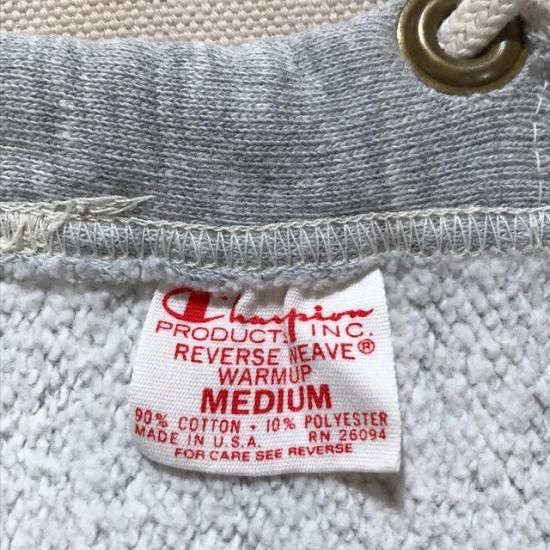 Champion
PRODUCTS INC.
REVERSE WEAVE®
WARMUP
MEDIUM
90% COTTON • 10% POLYESTER
MADE IN U.S.A. RN 26094
FOR CARE SEE REVERSE